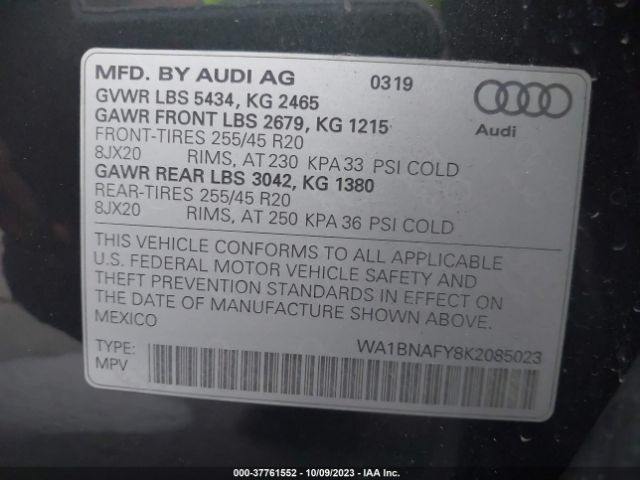 MFD. BY AUDI AG 0319
GVWR LBS 5434, KG 2465
GAWR FRONT LBS 2679, KG 1215
FRONT-TIRES 255/45 R20
8JX20 RIMS, AT 230 KPA 33 PSI COLD
GAWR REAR LBS 3042, KG 1380
REAR-TIRES 255/45 R20
8JX20 RIMS, AT 250 KPA 36 PSI COLD
Audi
THIS VEHICLE CONFORMS TO ALL APPLICABLE
U.S. FEDERAL MOTOR VEHICLE SAFETY AND
THEFT PREVENTION STANDARDS IN EFFECT ON
THE DATE OF MANUFACTURE SHOWN ABOVE.
MEXICO
TYPE: WA1BNAFY8K2085023
MPV
000-37761552 - 10/09/2023 - IAAI, Inc.